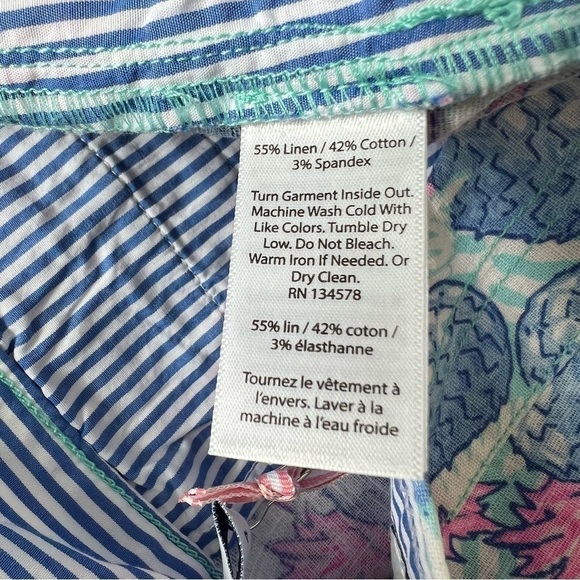 55% Linen / 42% Cotton /
3% Spandex
Turn Garment Inside Out.
Machine Wash Cold With
Like Colors. Tumble Dry
Low. Do Not Bleach.
Warm Iron If Needed. Or
Dry Clean.
RN 134578
55% lin / 42% coton /
3% élasthanne
Tournez le vêtement à
l'envers. Laver à la
machine à l'eau froide